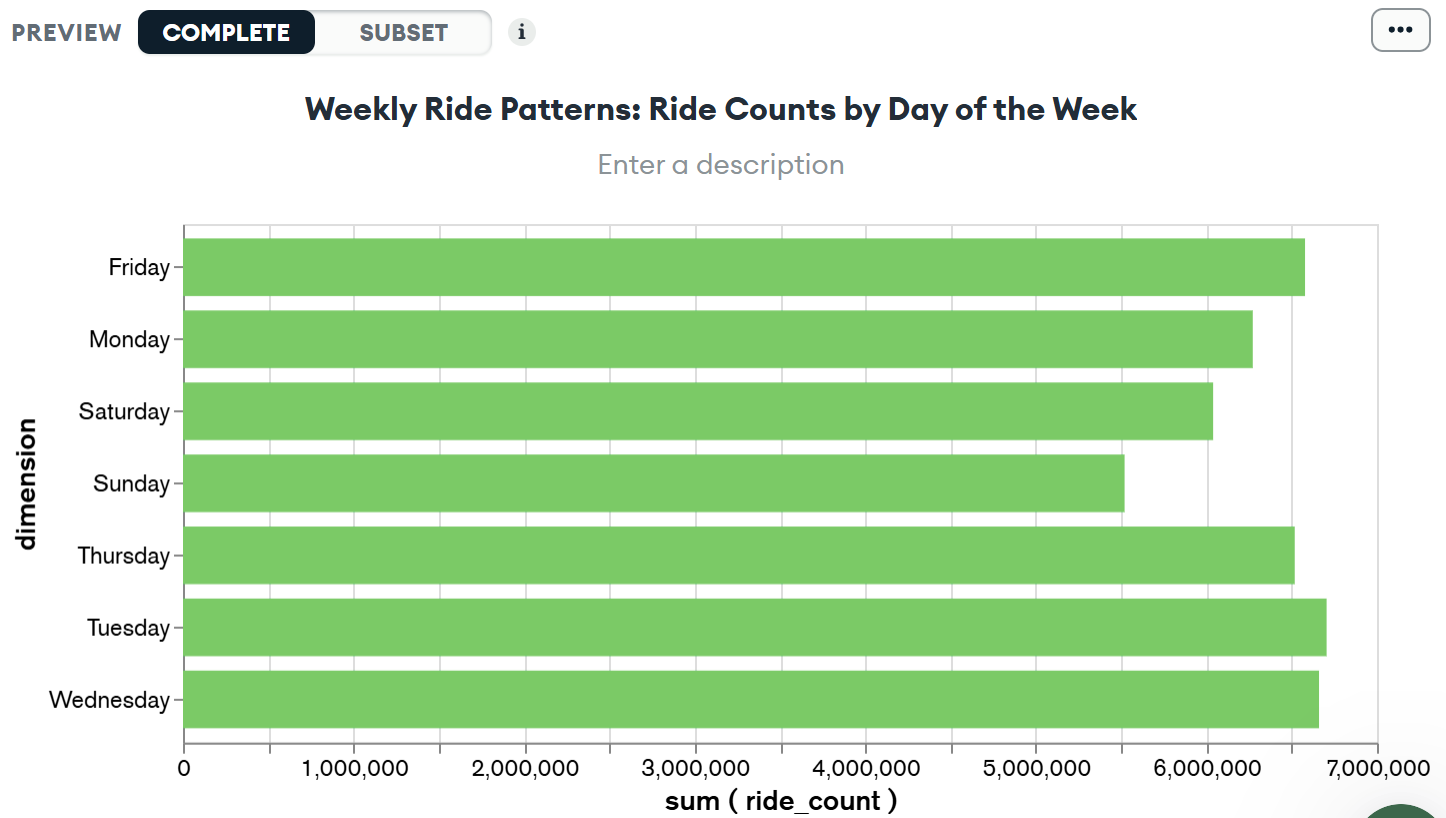 PREVIEW COMPLETE SUBSET i
Weekly Ride Patterns: Ride Counts by Day of the Week
Enter a description
dimension
Friday
Monday
Saturday
Sunday
Thursday
Tuesday
Wednesday
0 1,000,000 2,000,000 3,000,000 4,000,000 5,000,000 6,000,000 7,000,000
sum ( ride_count )